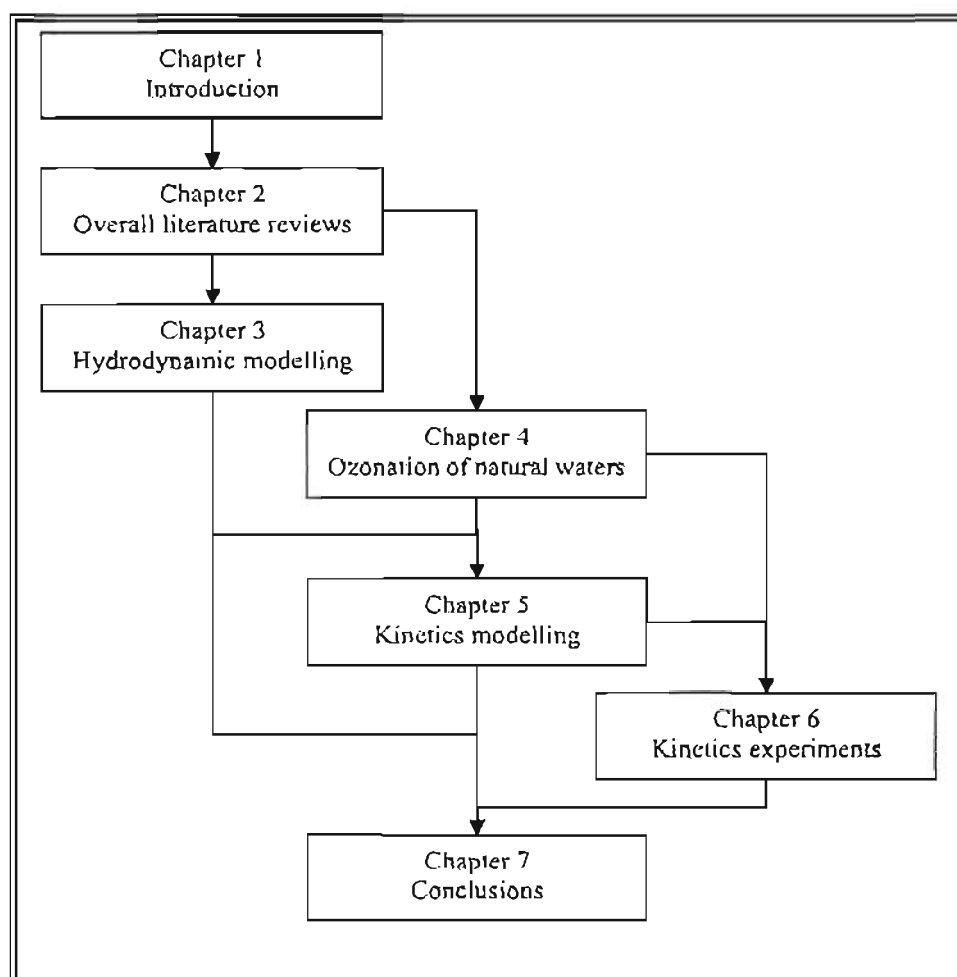 Chapter 1
Introduction
Chapter 2
Overall literature reviews
Chapter 3
Hydrodynamic modelling
Chapter 4
Ozonation of natural waters
Chapter 5
Kinetics modelling
Chapter 6
Kinetics experiments
Chapter 7
Conclusions